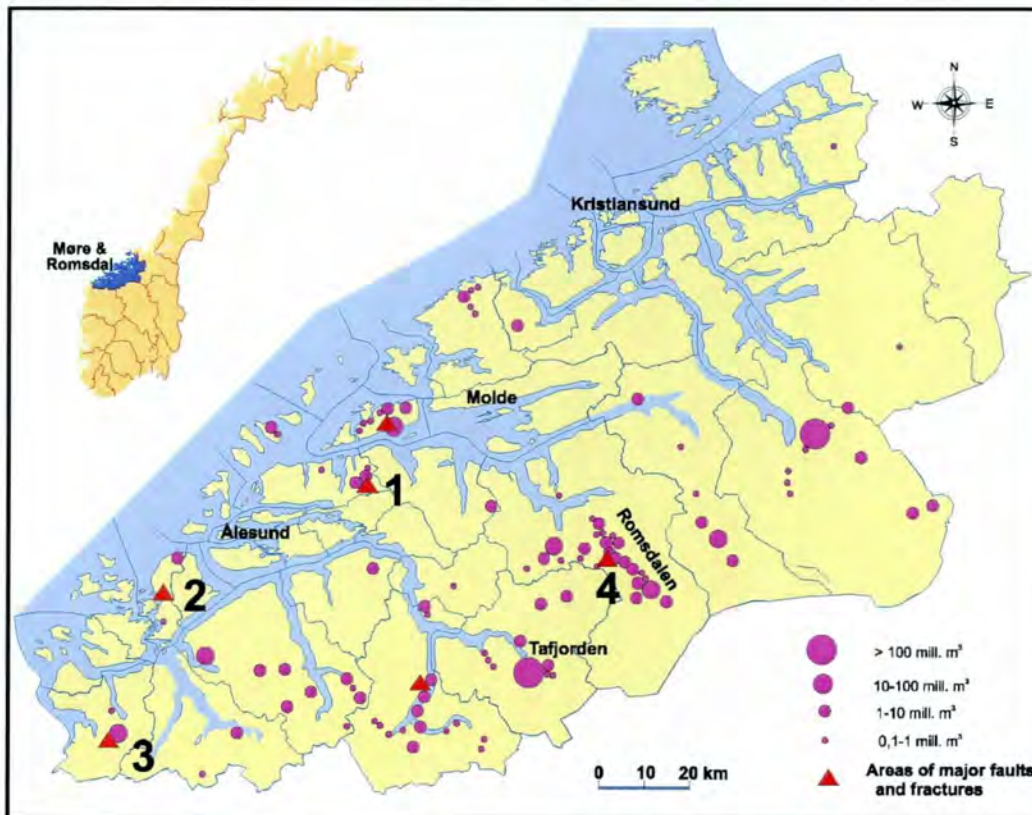 N
W E
S
Kristiansund
Møre &
Romsdal
Molde
1
Ålesund
Romsdalen
2
4
Tafjorden
> 100 mill. m³
10-100 mill. m³
1-10 mill. m³
3
0,1-1 mill. m³
0 10 20 km
Areas of major faults
and fractures